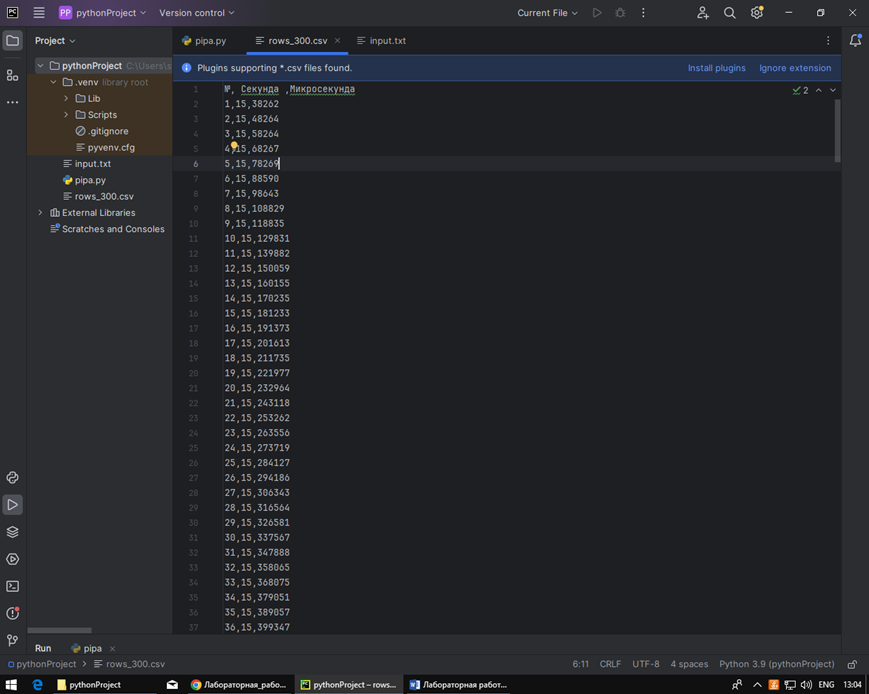 PC
PP pythonProject Version control Current File
Project
pipa.py rows_300.csv input.txt
pythonProject C:\Users\s
.venv library root
Lib
Scripts
.gitignore
pyvenv.cfg
input.txt
pipa.py
rows_300.csv
External Libraries
Scratches and Consoles
Plugins supporting *.csv files found. Install plugins Ignore extension
2
1 №, Секунда ,Микросекунда
2 1,15,38262
3 2,15,48264
4 3,15,58264
5 4,15,68267
6 5,15,78269
7 6,15,88590
8 7,15,98643
9 8,15,108829
10 9,15,118835
11 10,15,129831
12 11,15,139882
13 12,15,150059
14 13,15,160155
15 14,15,170235
16 15,15,181233
17 16,15,191373
18 17,15,201613
19 18,15,211735
20 19,15,221977
21 20,15,232964
22 21,15,243118
23 22,15,253262
24 23,15,263556
25 24,15,273719
26 25,15,284127
27 26,15,294186
28 27,15,306343
29 28,15,316564
30 29,15,326581
31 30,15,337567
32 31,15,347888
33 32,15,358065
34 33,15,368075
35 34,15,379051
36 35,15,389057
37 36,15,399347
Run pipa
pythonProject rows_300.csv 6:11 CRLF UTF-8 4 spaces Python 3.9 (pythonProject)
pythonProject Лабораторная_рабо... pythonProject – rows... Лабораторная работ... ENG 13:04